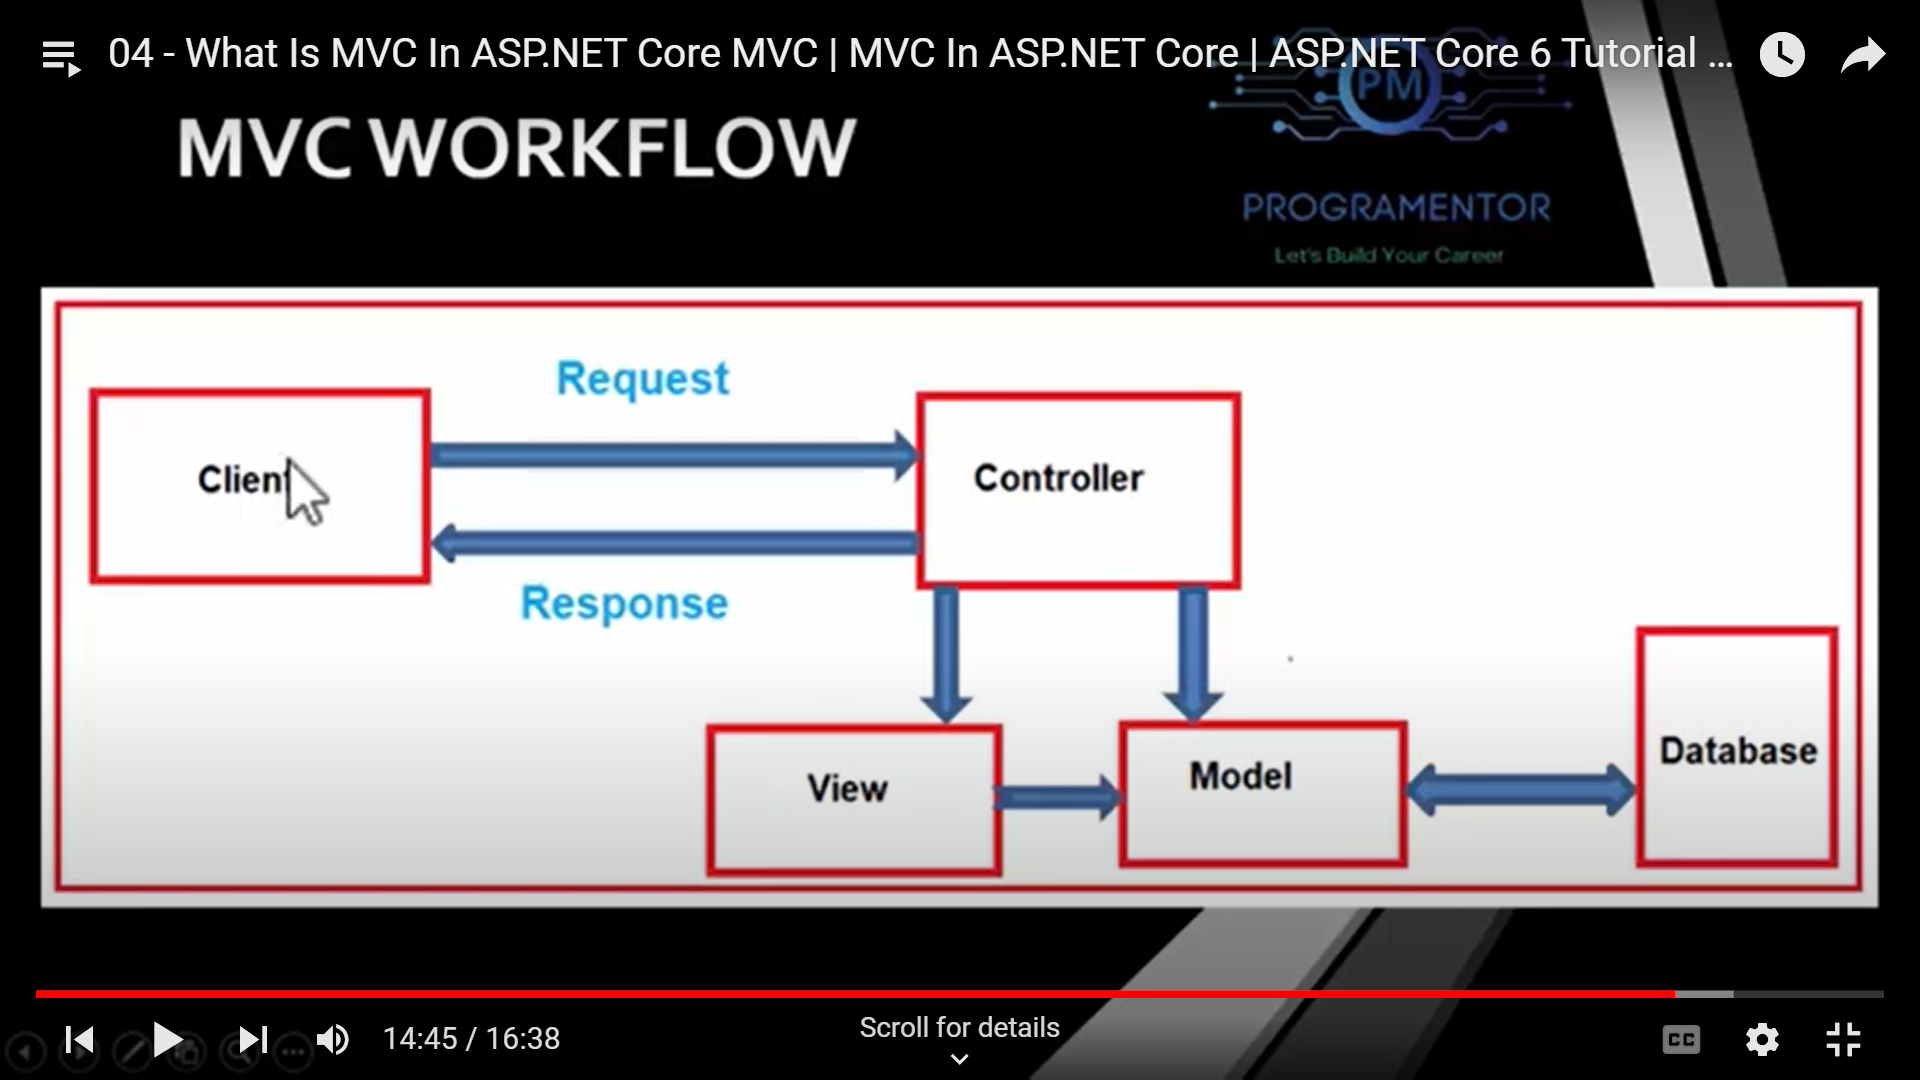 04 - What Is MVC In ASP.NET Core MVC | MVC In ASP.NET Core | ASP.NET Core 6 Tutorial ...
PM
MVC WORKFLOW
PROGRAMENTOR
Let's Build Your Career
Request
Client
Controller
Response
View
Model
Database
14:45 / 16:38
Scroll for details
CC